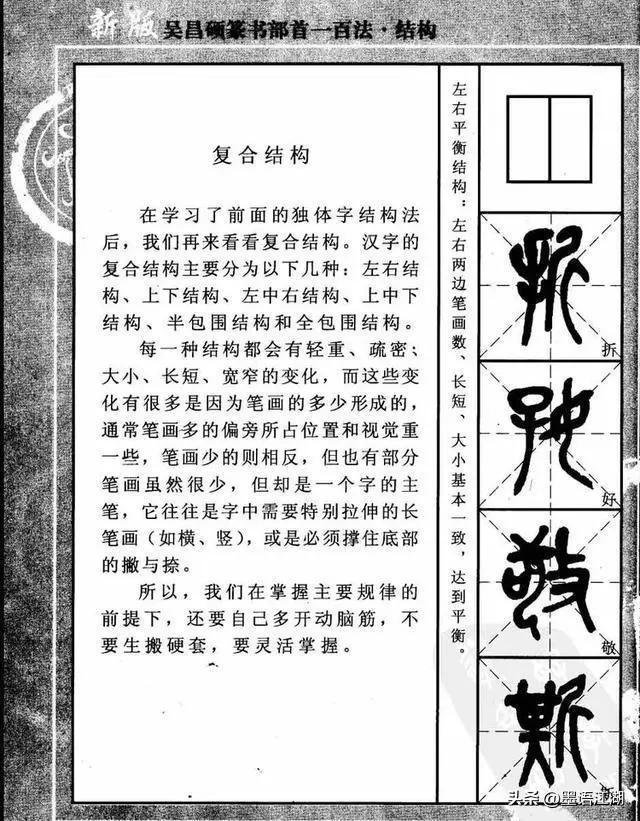 新版 吴昌硕篆书部首一百法·结构
复合结构
在学习了前面的独体字结构法
后，我们再来看看复合结构。汉字的
复合结构主要分为以下几种：左右结
构、上下结构、左中右结构、上中下
结构、半包围结构和全包围结构。
每一种结构都会有轻重、疏密；
大小、长短、宽窄的变化，而这些变
化有很多是因为笔画的多少形成的，
通常笔画多的偏旁所占位置和视觉重
一些，笔画少的则相反，但也有部分
笔画虽然很少，但却是一个字的主
笔，它往往是字中需要特别拉伸的长
笔画（如横、竖），或是必须撑住底部
的撇与捺。
所以，我们在掌握主要规律的
前提下，还要自己多开动脑筋，不
要生搬硬套，要灵活掌握。
左右平衡结构：左右两边笔画数、长短、大小基本一致，达到平衡。
折
好
敬
头条@墨语江湖